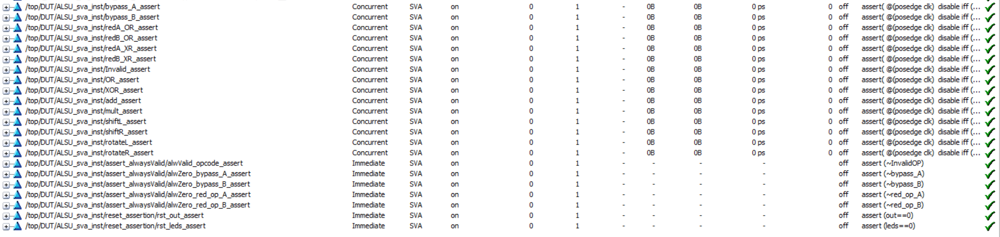 /top/DUT/ALSU_sva_inst/bypass_A_assert Concurrent SVA on 0 1 - 0B 0B 0 ps 0 off assert( @(posedge clk) disable iff (...
/top/DUT/ALSU_sva_inst/bypass_B_assert Concurrent SVA on 0 1 - 0B 0B 0 ps 0 off assert( @(posedge clk) disable iff (...
/top/DUT/ALSU_sva_inst/redA_OR_assert Concurrent SVA on 0 1 - 0B 0B 0 ps 0 off assert( @(posedge clk) disable iff (...
/top/DUT/ALSU_sva_inst/redB_OR_assert Concurrent SVA on 0 1 - 0B 0B 0 ps 0 off assert( @(posedge clk) disable iff (...
/top/DUT/ALSU_sva_inst/redA_XR_assert Concurrent SVA on 0 1 - 0B 0B 0 ps 0 off assert( @(posedge clk) disable iff (...
/top/DUT/ALSU_sva_inst/redB_XR_assert Concurrent SVA on 0 1 - 0B 0B 0 ps 0 off assert( @(posedge clk) disable iff (...
/top/DUT/ALSU_sva_inst/Invalid_assert Concurrent SVA on 0 1 - 0B 0B 0 ps 0 off assert( @(posedge clk) disable iff (...
/top/DUT/ALSU_sva_inst/OR_assert Concurrent SVA on 0 1 - 0B 0B 0 ps 0 off assert( @(posedge clk) disable iff (...
/top/DUT/ALSU_sva_inst/XOR_assert Concurrent SVA on 0 1 - 0B 0B 0 ps 0 off assert( @(posedge clk) disable iff (...
/top/DUT/ALSU_sva_inst/add_assert Concurrent SVA on 0 1 - 0B 0B 0 ps 0 off assert( @(posedge clk) disable iff (...
/top/DUT/ALSU_sva_inst/mult_assert Concurrent SVA on 0 1 - 0B 0B 0 ps 0 off assert( @(posedge clk) disable iff (...
/top/DUT/ALSU_sva_inst/shiftL_assert Concurrent SVA on 0 1 - 0B 0B 0 ps 0 off assert( @(posedge clk) disable iff (...
/top/DUT/ALSU_sva_inst/shiftR_assert Concurrent SVA on 0 1 - 0B 0B 0 ps 0 off assert( @(posedge clk) disable iff (...
/top/DUT/ALSU_sva_inst/rotateL_assert Concurrent SVA on 0 1 - 0B 0B 0 ps 0 off assert( @(posedge clk) disable iff (...
/top/DUT/ALSU_sva_inst/rotateR_assert Concurrent SVA on 0 1 - 0B 0B 0 ps 0 off assert( @(posedge clk) disable iff (...
/top/DUT/ALSU_sva_inst/assert_alwaysValid/alwValid_opcode_assert Immediate SVA on 0 1 - - - - off assert (~InvalidOP)
/top/DUT/ALSU_sva_inst/assert_alwaysValid/alwZero_bypass_A_assert Immediate SVA on 0 1 - - - - off assert (~bypass_A)
/top/DUT/ALSU_sva_inst/assert_alwaysValid/alwZero_bypass_B_assert Immediate SVA on 0 1 - - - - off assert (~bypass_B)
/top/DUT/ALSU_sva_inst/assert_alwaysValid/alwZero_red_op_A_assert Immediate SVA on 0 1 - - - - off assert (~red_op_A)
/top/DUT/ALSU_sva_inst/assert_alwaysValid/alwZero_red_op_B_assert Immediate SVA on 0 1 - - - - off assert (~red_op_B)
/top/DUT/ALSU_sva_inst/reset_assertion/rst_out_assert Immediate SVA on 0 1 - - - - off assert (out==0)
/top/DUT/ALSU_sva_inst/reset_assertion/rst_leds_assert Immediate SVA on 0 1 - - - - off assert (leds==0)